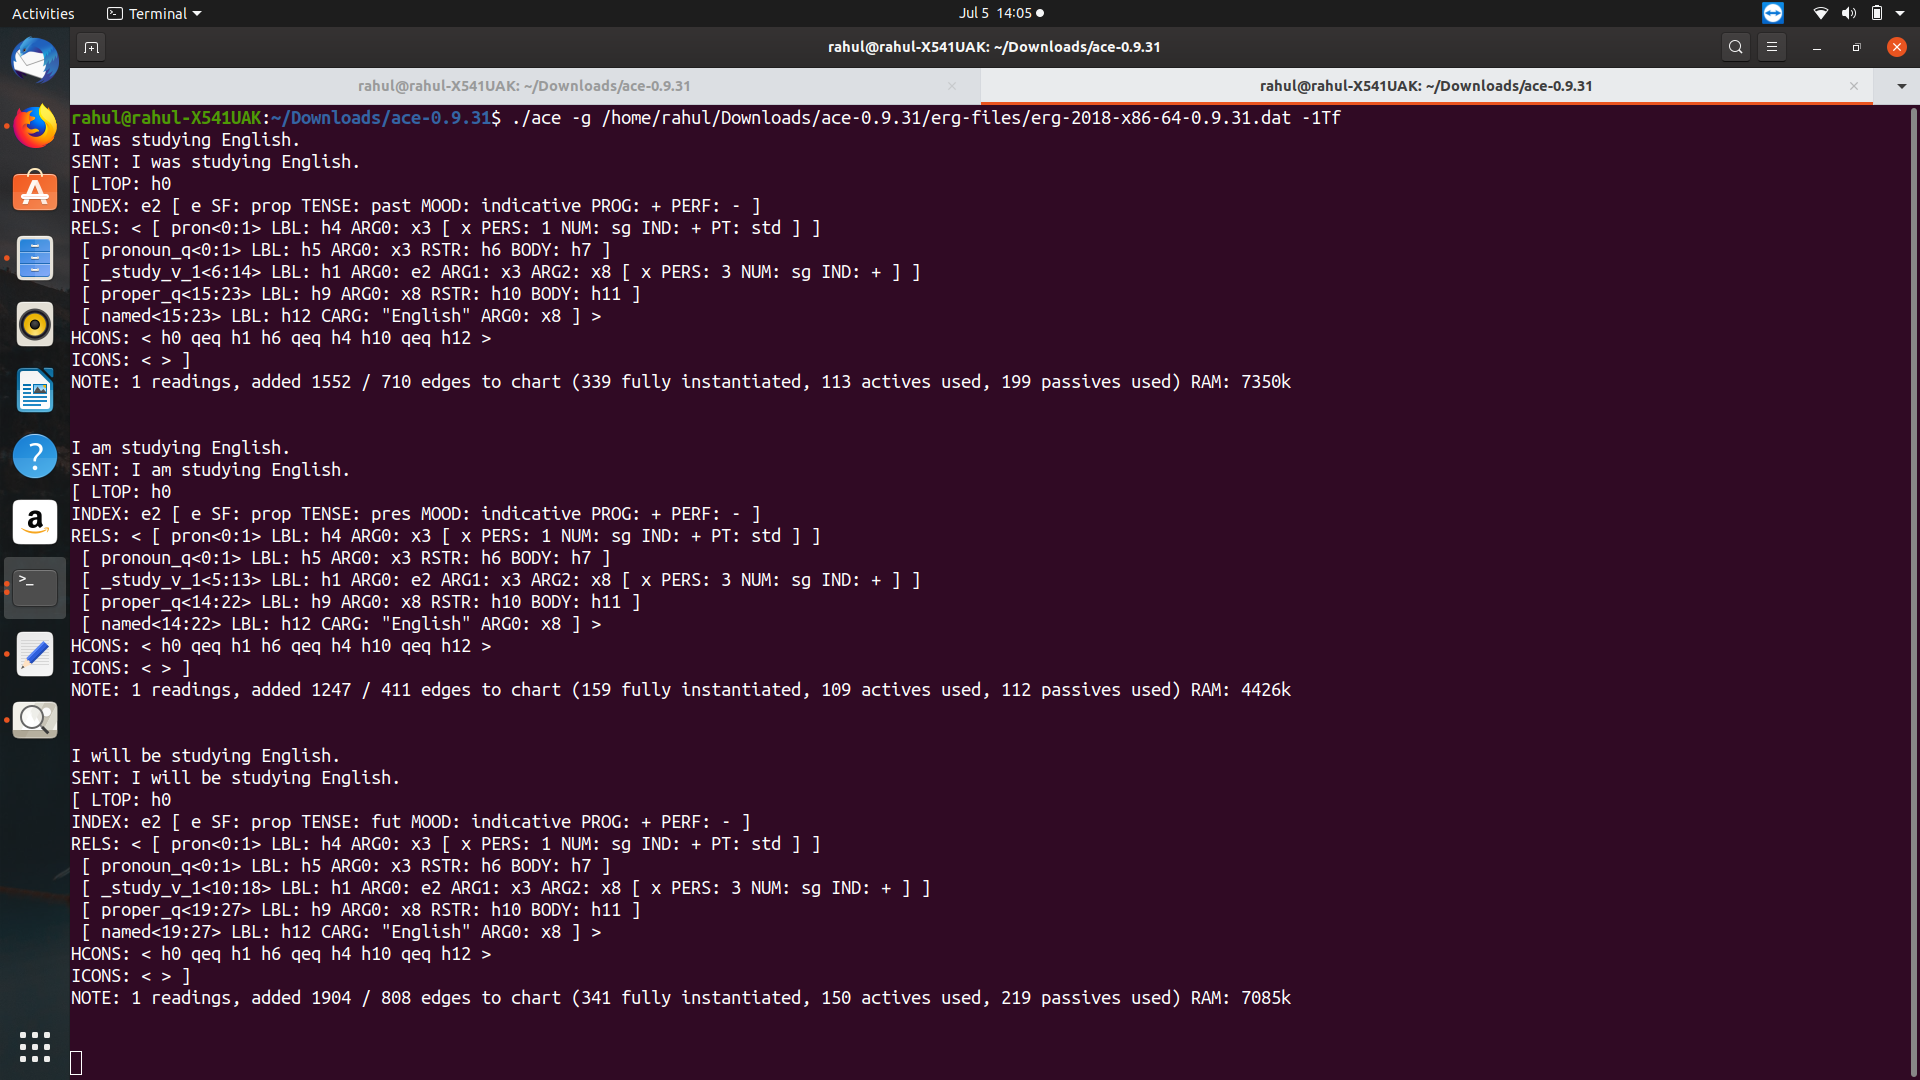 Activities Terminal Jul 5 14:05
rahul@rahul-X541UAK: ~/Downloads/ace-0.9.31
rahul@rahul-X541UAK: ~/Downloads/ace-0.9.31 rahul@rahul-X541UAK: ~/Downloads/ace-0.9.31
rahul@rahul-X541UAK:~/Downloads/ace-0.9.31$ ./ace -g /home/rahul/Downloads/ace-0.9.31/erg-files/erg-2018-x86-64-0.9.31.dat -1Tf
I was studying English.
SENT: I was studying English.
[ LTOP: h0
INDEX: e2 [ e SF: prop TENSE: past MOOD: indicative PROG: + PERF: - ]
RELS: < [ pron<0:1> LBL: h4 ARG0: x3 [ x PERS: 1 NUM: sg IND: + PT: std ] ]
[ pronoun_q<0:1> LBL: h5 ARG0: x3 RSTR: h6 BODY: h7 ]
[ _study_v_1<6:14> LBL: h1 ARG0: e2 ARG1: x3 ARG2: x8 [ x PERS: 3 NUM: sg IND: + ] ]
[ proper_q<15:23> LBL: h9 ARG0: x8 RSTR: h10 BODY: h11 ]
[ named<15:23> LBL: h12 CARG: "English" ARG0: x8 ] >
HCONS: < h0 qeq h1 h6 qeq h4 h10 qeq h12 >
ICONS: < > ]
NOTE: 1 readings, added 1552 / 710 edges to chart (339 fully instantiated, 113 actives used, 199 passives used) RAM: 7350k
I am studying English.
SENT: I am studying English.
[ LTOP: h0
INDEX: e2 [ e SF: prop TENSE: pres MOOD: indicative PROG: + PERF: - ]
RELS: < [ pron<0:1> LBL: h4 ARG0: x3 [ x PERS: 1 NUM: sg IND: + PT: std ] ]
[ pronoun_q<0:1> LBL: h5 ARG0: x3 RSTR: h6 BODY: h7 ]
[ _study_v_1<5:13> LBL: h1 ARG0: e2 ARG1: x3 ARG2: x8 [ x PERS: 3 NUM: sg IND: + ] ]
[ proper_q<14:22> LBL: h9 ARG0: x8 RSTR: h10 BODY: h11 ]
[ named<14:22> LBL: h12 CARG: "English" ARG0: x8 ] >
HCONS: < h0 qeq h1 h6 qeq h4 h10 qeq h12 >
ICONS: < > ]
NOTE: 1 readings, added 1247 / 411 edges to chart (159 fully instantiated, 109 actives used, 112 passives used) RAM: 4426k
I will be studying English.
SENT: I will be studying English.
[ LTOP: h0
INDEX: e2 [ e SF: prop TENSE: fut MOOD: indicative PROG: + PERF: - ]
RELS: < [ pron<0:1> LBL: h4 ARG0: x3 [ x PERS: 1 NUM: sg IND: + PT: std ] ]
[ pronoun_q<0:1> LBL: h5 ARG0: x3 RSTR: h6 BODY: h7 ]
[ _study_v_1<10:18> LBL: h1 ARG0: e2 ARG1: x3 ARG2: x8 [ x PERS: 3 NUM: sg IND: + ] ]
[ proper_q<19:27> LBL: h9 ARG0: x8 RSTR: h10 BODY: h11 ]
[ named<19:27> LBL: h12 CARG: "English" ARG0: x8 ] >
HCONS: < h0 qeq h1 h6 qeq h4 h10 qeq h12 >
ICONS: < > ]
NOTE: 1 readings, added 1904 / 808 edges to chart (341 fully instantiated, 150 actives used, 219 passives used) RAM: 7085k